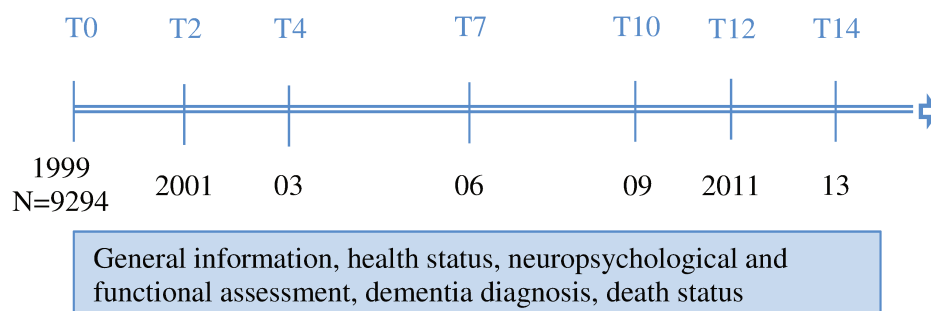 T0 T2 T4 T7 T10 T12 T14
1999
N=9294
2001 03 06 09 2011 13
General information, health status, neuropsychological and
functional assessment, dementia diagnosis, death status